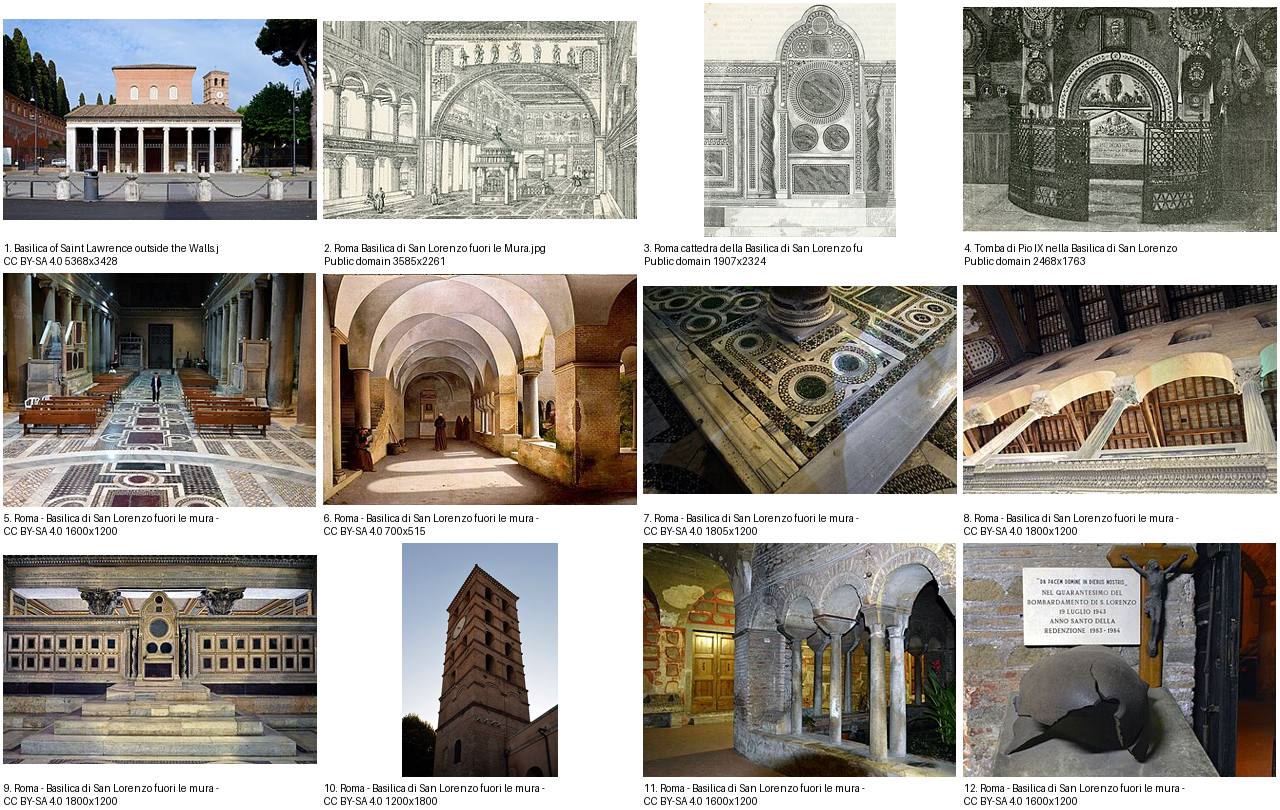 1. Basilica of Saint Lawrence outside the Walls.j
CC BY-SA 4.0 5368x3428
2. Roma Basilica di San Lorenzo fuori le Mura.jpg
Public domain 3585x2261
3. Roma cattedra della Basilica di San Lorenzo fu
Public domain 1907x2324
4. Tomba di Pio IX nella Basilica di San Lorenzo
Public domain 2468x1763
5. Roma - Basilica di San Lorenzo fuori le mura -
CC BY-SA 4.0 1600x1200
6. Roma - Basilica di San Lorenzo fuori le mura -
CC BY-SA 4.0 700x515
7. Roma - Basilica di San Lorenzo fuori le mura -
CC BY-SA 4.0 1805x1200
8. Roma - Basilica di San Lorenzo fuori le mura -
CC BY-SA 4.0 1800x1200
"DA PACEM DOMINE IN DIEBUS NOSTRIS"
NEL QUARANTESIMO DEL
BOMBARDAMENTO DI S. LORENZO
19 LUGLIO 1943
ANNO SANTO DELLA
REDENZIONE 1983-1984
9. Roma - Basilica di San Lorenzo fuori le mura -
CC BY-SA 4.0 1800x1200
10. Roma - Basilica di San Lorenzo fuori le mura -
CC BY-SA 4.0 1200x1800
11. Roma - Basilica di San Lorenzo fuori le mura -
CC BY-SA 4.0 1600x1200
12. Roma - Basilica di San Lorenzo fuori le mura -
CC BY-SA 4.0 1600x1200